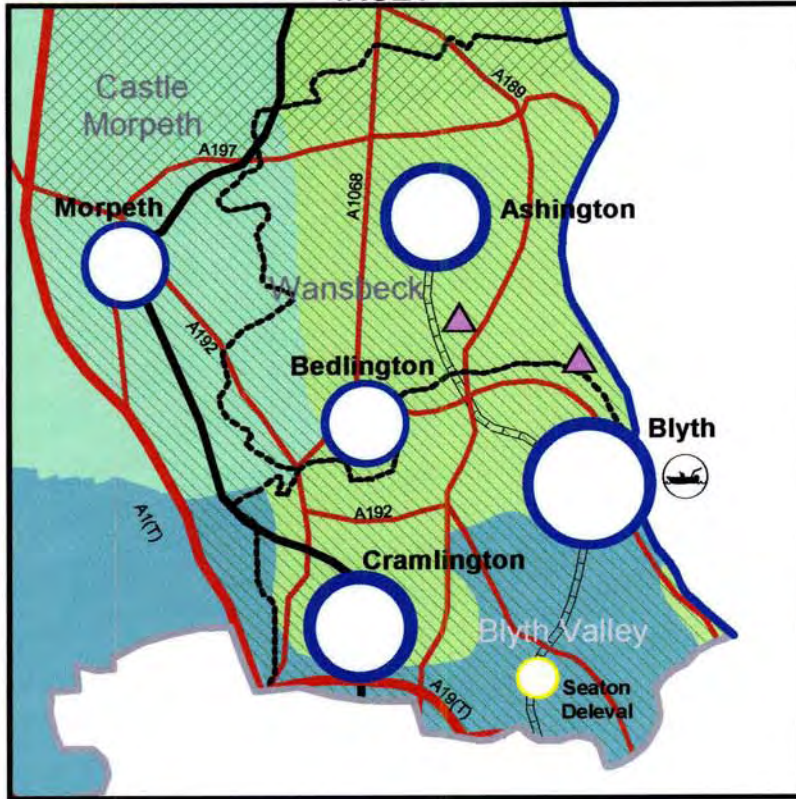 Castle
Morpeth
A189
A197
A1068
Morpeth
Ashington
Wansbeck
A192
Bedlington
Blyth
A1(T)
A192
Cramlington
Blyth Valley
A19(T)
Seaton
Deleval